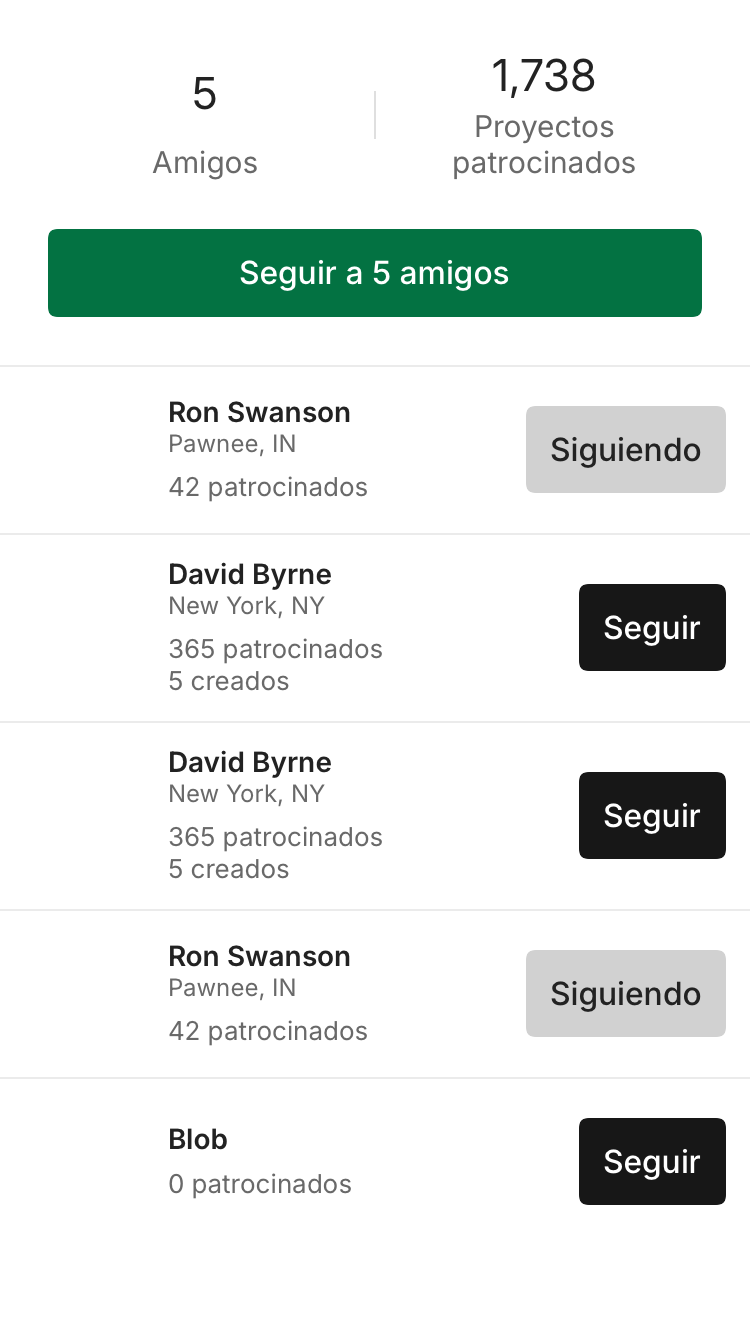 5
Amigos
1,738
Proyectos
patrocinados
Seguir a 5 amigos
Ron Swanson
Pawnee, IN
42 patrocinados
Siguiendo
David Byrne
New York, NY
365 patrocinados
5 creados
Seguir
David Byrne
New York, NY
365 patrocinados
5 creados
Seguir
Ron Swanson
Pawnee, IN
42 patrocinados
Siguiendo
Blob
0 patrocinados
Seguir